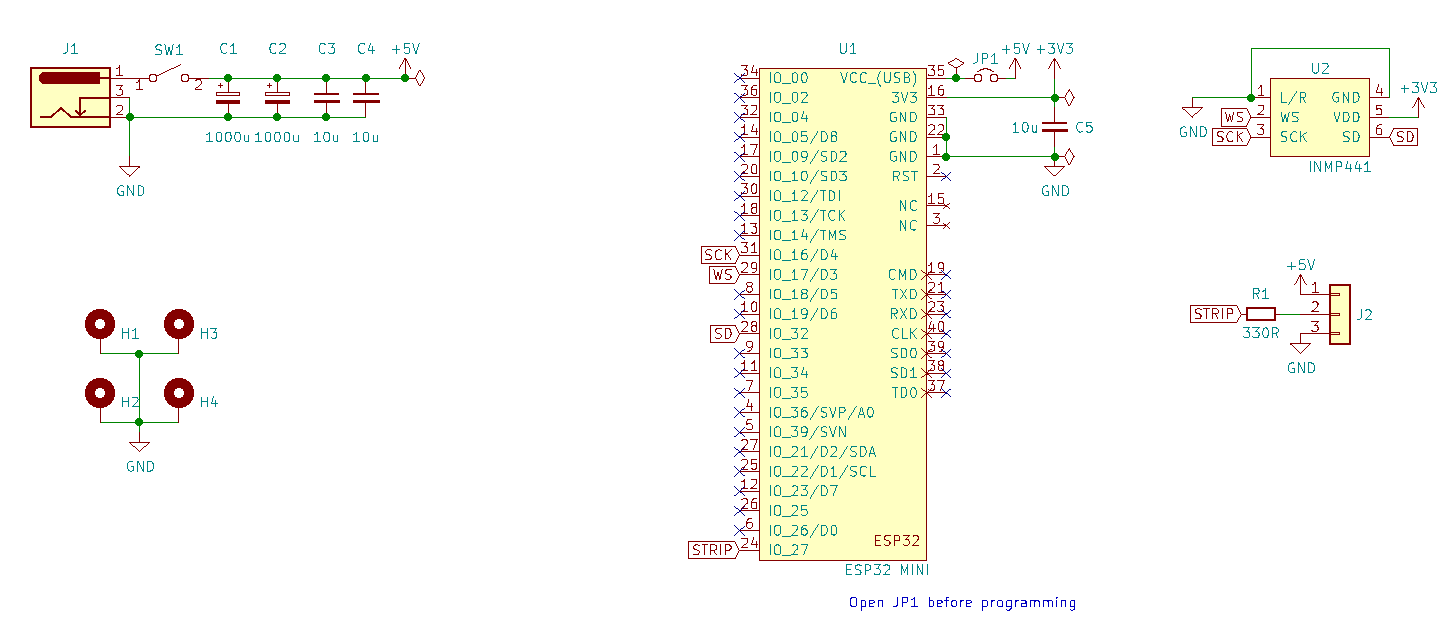 J1
SW1
C1
C2
C3
C4
+5V
1
3
2
1
2
+
+
1000u
1000u
10u
10u
GND
H1
H3
H2
H4
GND
U1
JP1
+5V
+3V3
34 IO_00
36 IO_02
32 IO_04
14 IO_05/D8
17 IO_09/SD2
20 IO_10/SD3
30 IO_12/TDI
18 IO_13/TCK
13 IO_14/TMS
SCK 31 IO_16/D4
WS 29 IO_17/D3
8 IO_18/D5
10 IO_19/D6
SD 28 IO_32
9 IO_33
11 IO_34
7 IO_35
4 IO_36/SVP/A0
5 IO_39/SVN
27 IO_21/D2/SDA
25 IO_22/D1/SCL
12 IO_23/D7
26 IO_25
6 IO_26/D0
STRIP 24 IO_27
VCC_(USB) 35
3V3 16
GND 33
GND 22
GND 1
RST 2
NC 15
NC 3
CMD 19
TXD 21
RXD 23
CLK 40
SD0 39
SD1 38
TD0 37
ESP32
ESP32 MINI
10u
C5
GND
Open JP1 before programming
U2
+3V3
1 L/R
WS 2 WS
SCK 3 SCK
GND 4
VDD 5
SD 6 SD
GND
INMP441
+5V
R1
STRIP
330R
1
2
3
J2
GND